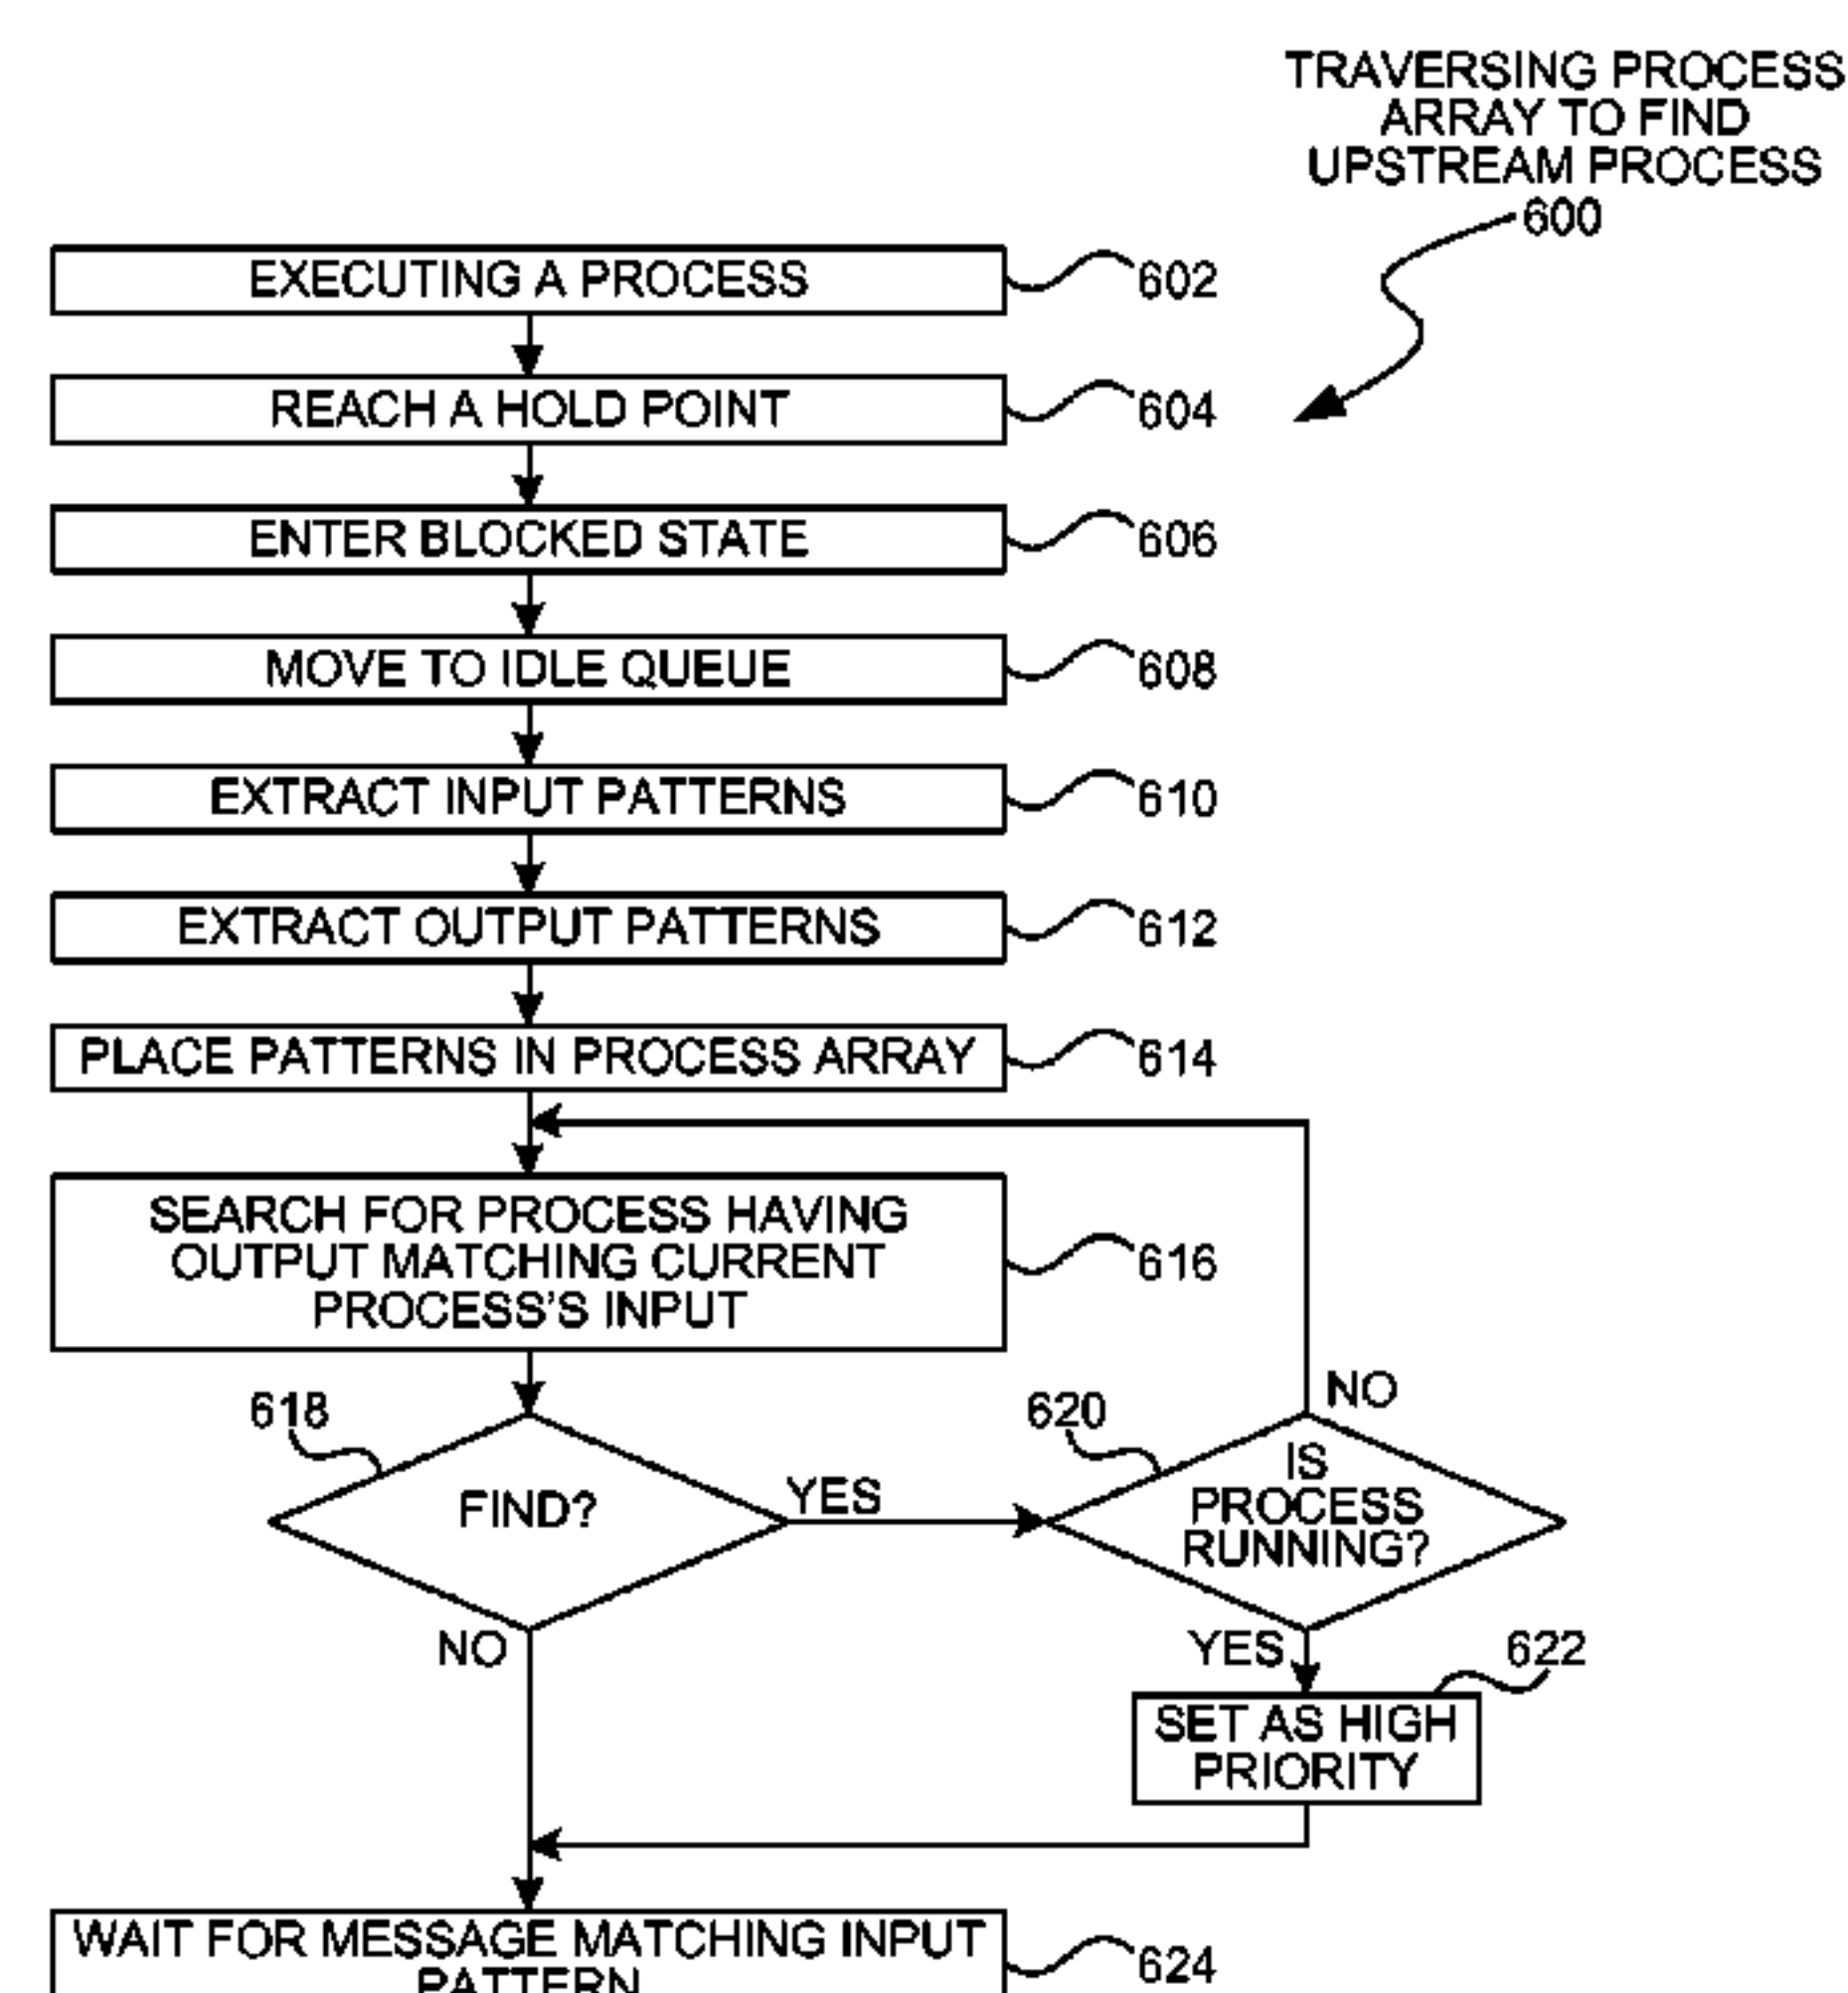 TRAVERSING PROCESS
ARRAY TO FIND
UPSTREAM PROCESS
600
EXECUTING A PROCESS
602
REACH A HOLD POINT
604
ENTER BLOCKED STATE
606
MOVE TO IDLE QUEUE
608
EXTRACT INPUT PATTERNS
610
EXTRACT OUTPUT PATTERNS
612
PLACE PATTERNS IN PROCESS ARRAY
614
SEARCH FOR PROCESS HAVING
OUTPUT MATCHING CURRENT
PROCESS'S INPUT
616
618
FIND?
YES
NO
620
IS
PROCESS
RUNNING?
NO
YES
622
SET AS HIGH
PRIORITY
WAIT FOR MESSAGE MATCHING INPUT
PATTERN
624